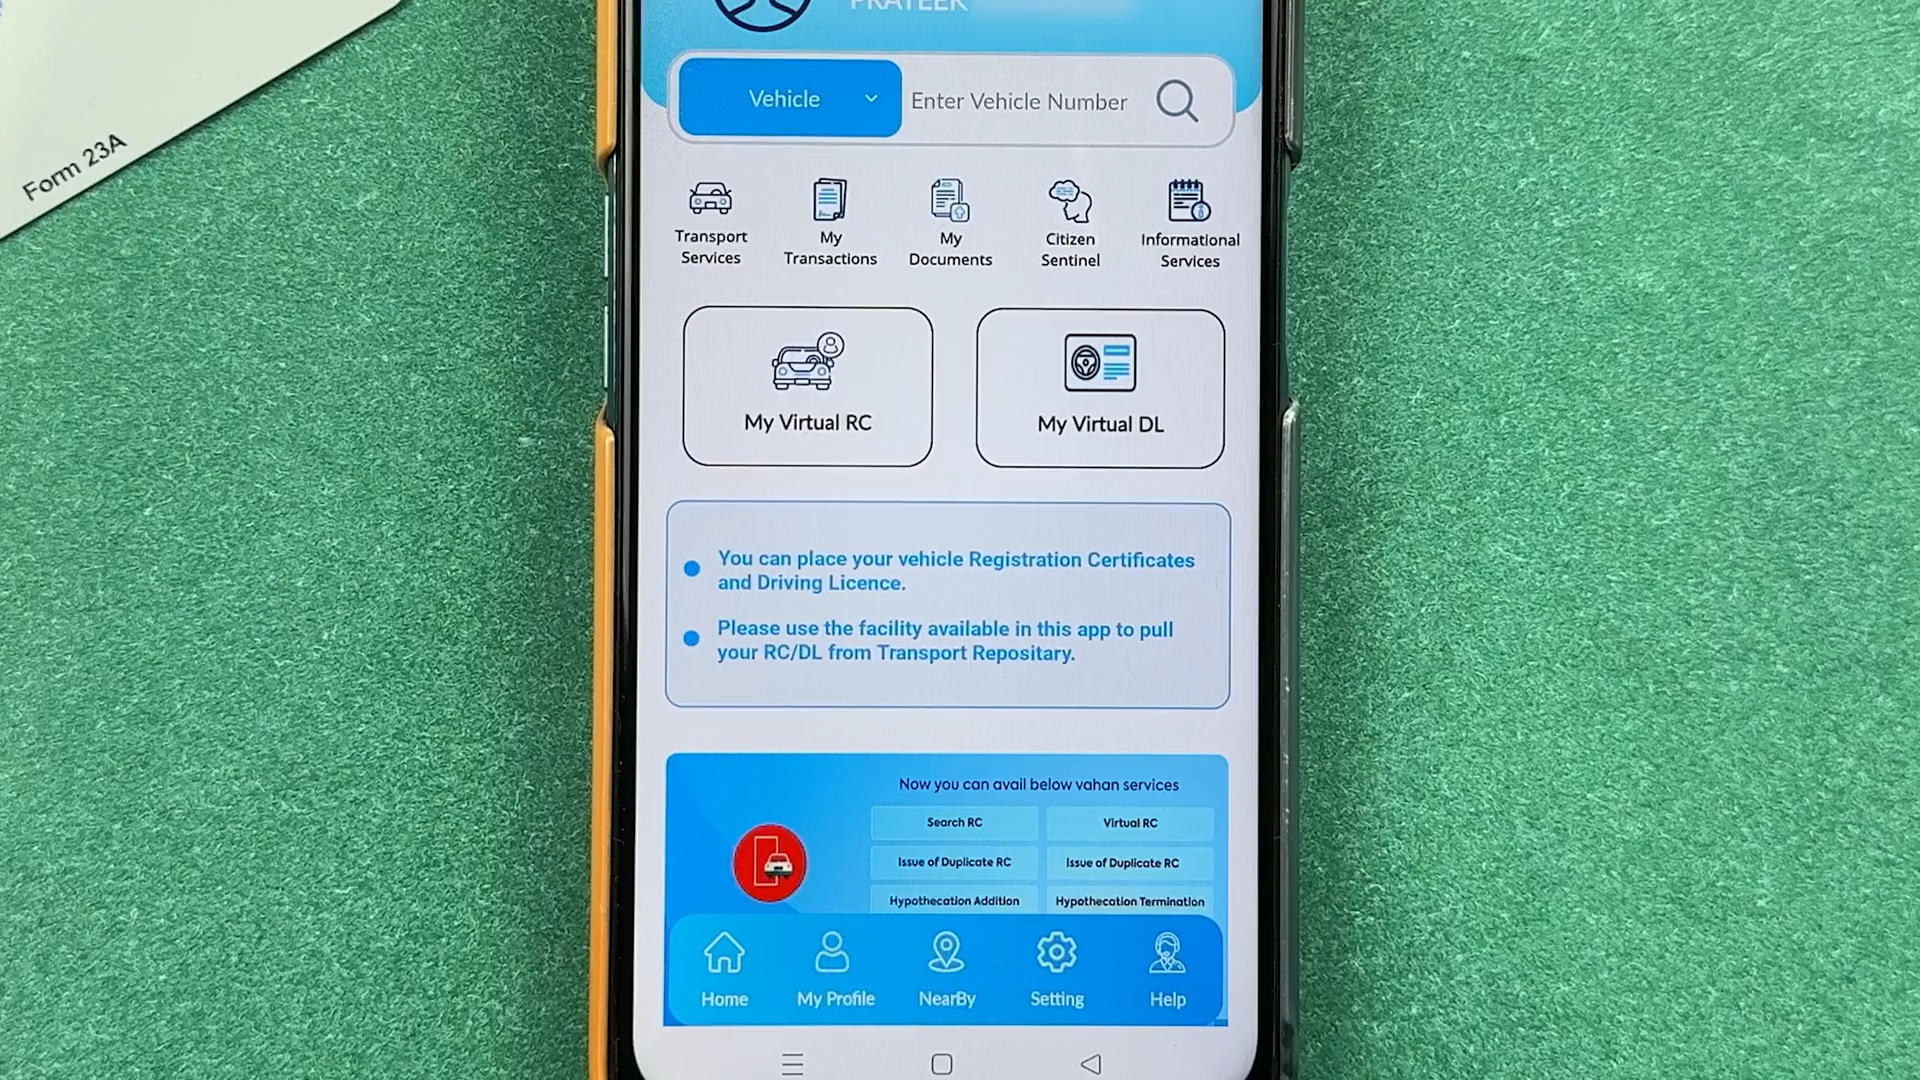 PRATEEK
Form 23A
Vehicle
Enter Vehicle Number
Transport
Services
My
Transactions
My
Documents
Citizen
Sentinel
Informational
Services
My Virtual RC
My Virtual DL
You can place your vehicle Registration Certificates
and Driving Licence.
Please use the facility available in this app to pull
your RC/DL from Transport Repositary.
Now you can avail below vahan services
Search RC
Virtual RC
Issue of Duplicate RC
Issue of Duplicate RC
Hypothecation Addition
Hypothecation Termination
Home
My Profile
NearBy
Setting
Help